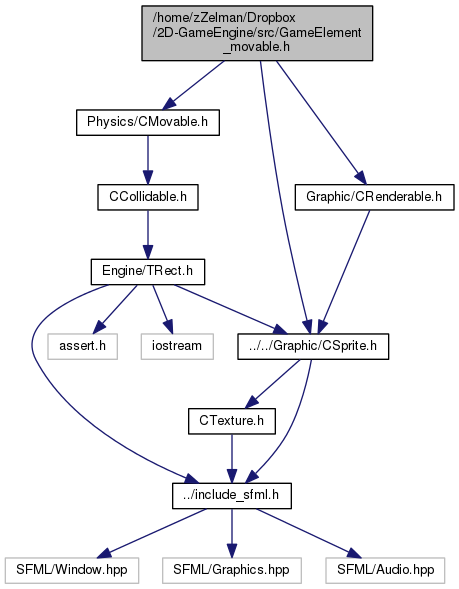 /home/zZelman/Dropbox
/2D-GameEngine/src/GameElement
_movable.h
Physics/CMovable.h
CCollidable.h
Graphic/CRenderable.h
Engine/TRect.h
assert.h
iostream
../../Graphic/CSprite.h
CTexture.h
../include_sfml.h
SFML/Window.hpp
SFML/Graphics.hpp
SFML/Audio.hpp